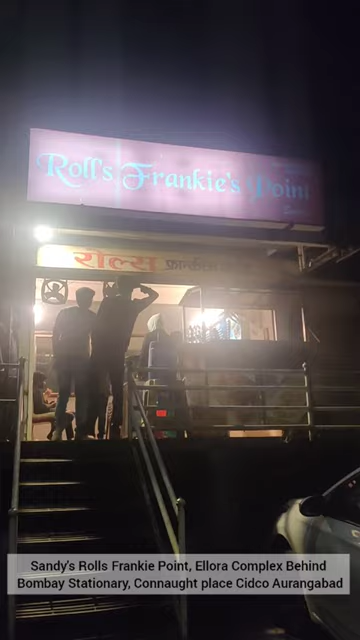 Roll's Frankie's Point
रोल्स
Sandy's Rolls Frankie Point, Ellora Complex Behind
Bombay Stationary, Connaught place Cidco Aurangabad